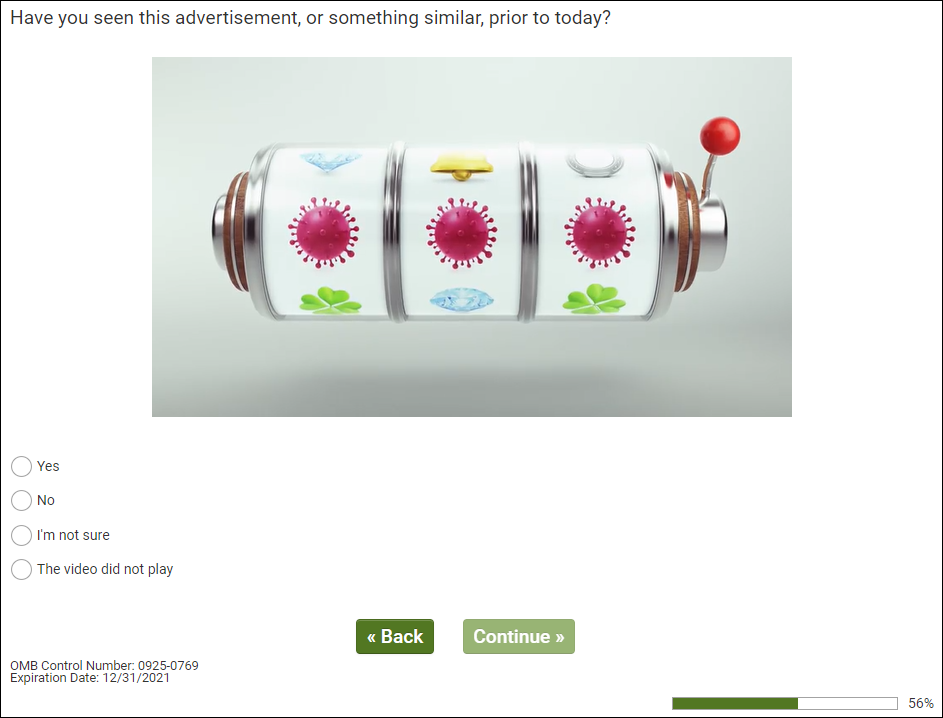 Have you seen this advertisement, or something similar, prior to today?
Yes
No
I'm not sure
The video did not play
« Back
Continue »
OMB Control Number: 0925-0769
Expiration Date: 12/31/2021
56%